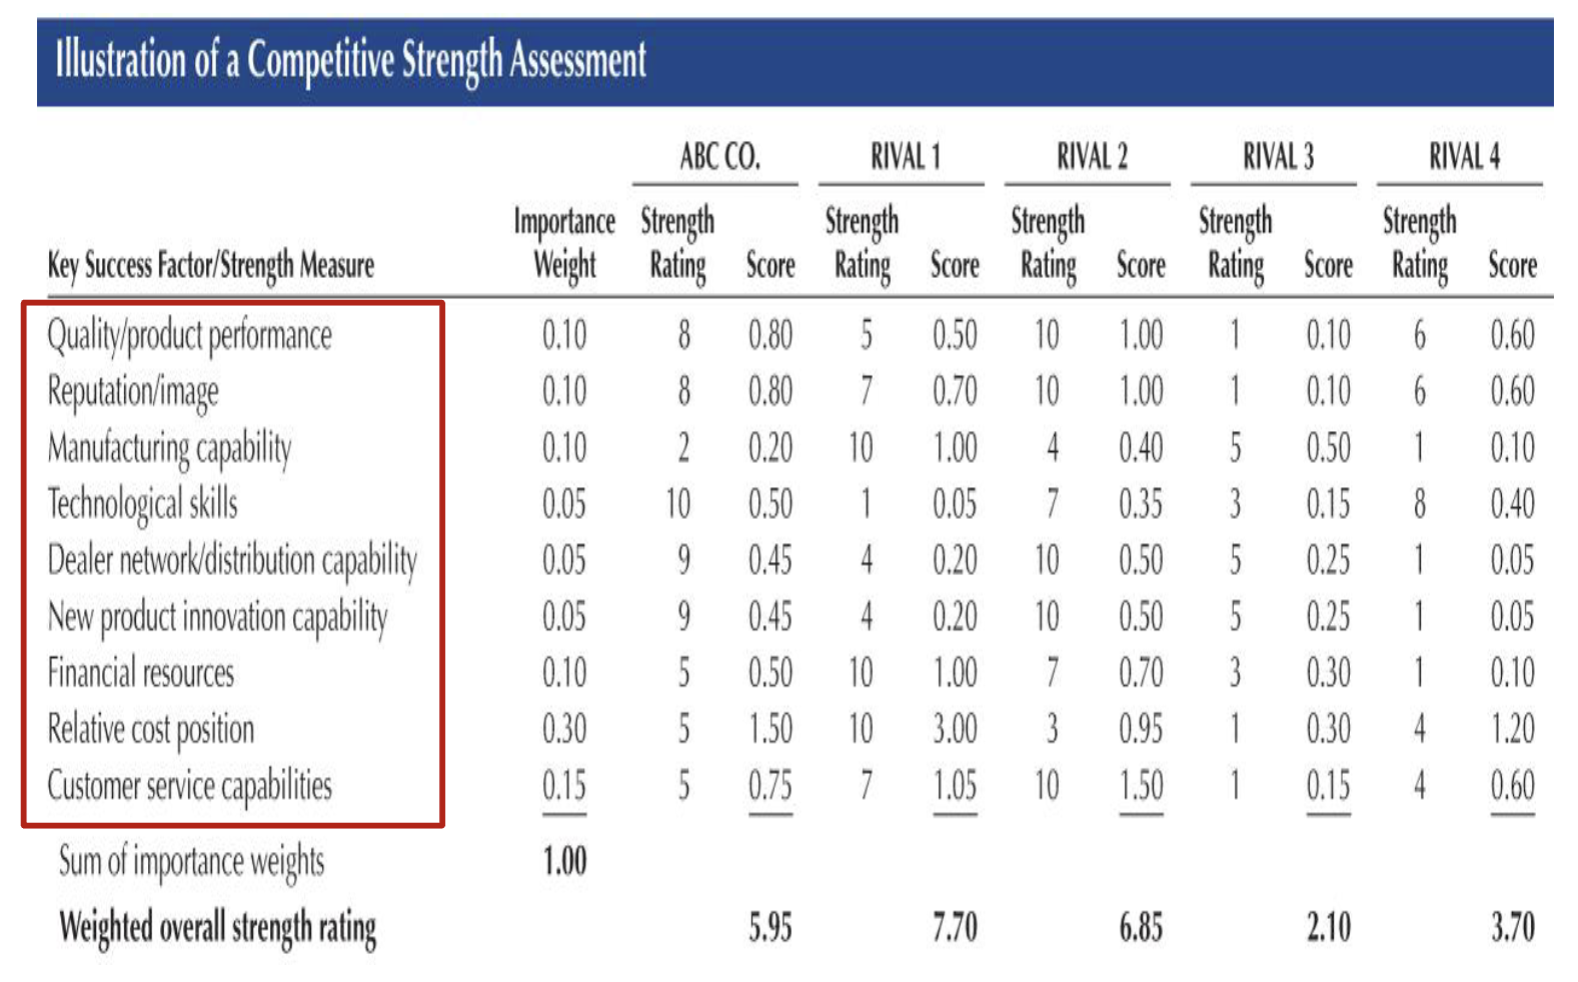 Illustration of a Competitive Strength Assessment
ABC CO. RIVAL 1 RIVAL 2 RIVAL 3 RIVAL 4
Importance Strength Strength Strength Strength Strength
Key Success Factor/Strength Measure Weight Rating Score Rating Score Rating Score Rating Score Rating Score
Quality/product performance 0.10 8 0.80 5 0.50 10 1.00 1 0.10 6 0.60
Reputation/image 0.10 8 0.80 7 0.70 10 1.00 1 0.10 6 0.60
Manufacturing capability 0.10 2 0.20 10 1.00 4 0.40 5 0.50 1 0.10
Technological skills 0.05 10 0.50 1 0.05 7 0.35 3 0.15 8 0.40
Dealer network/distribution capability 0.05 9 0.45 4 0.20 10 0.50 5 0.25 1 0.05
New product innovation capability 0.05 9 0.45 4 0.20 10 0.50 5 0.25 1 0.05
Financial resources 0.10 5 0.50 10 1.00 7 0.70 3 0.30 1 0.10
Relative cost position 0.30 5 1.50 10 3.00 3 0.95 1 0.30 4 1.20
Customer service capabilities 0.15 5 0.75 7 1.05 10 1.50 1 0.15 4 0.60
Sum of importance weights 1.00
Weighted overall strength rating 5.95 7.70 6.85 2.10 3.70